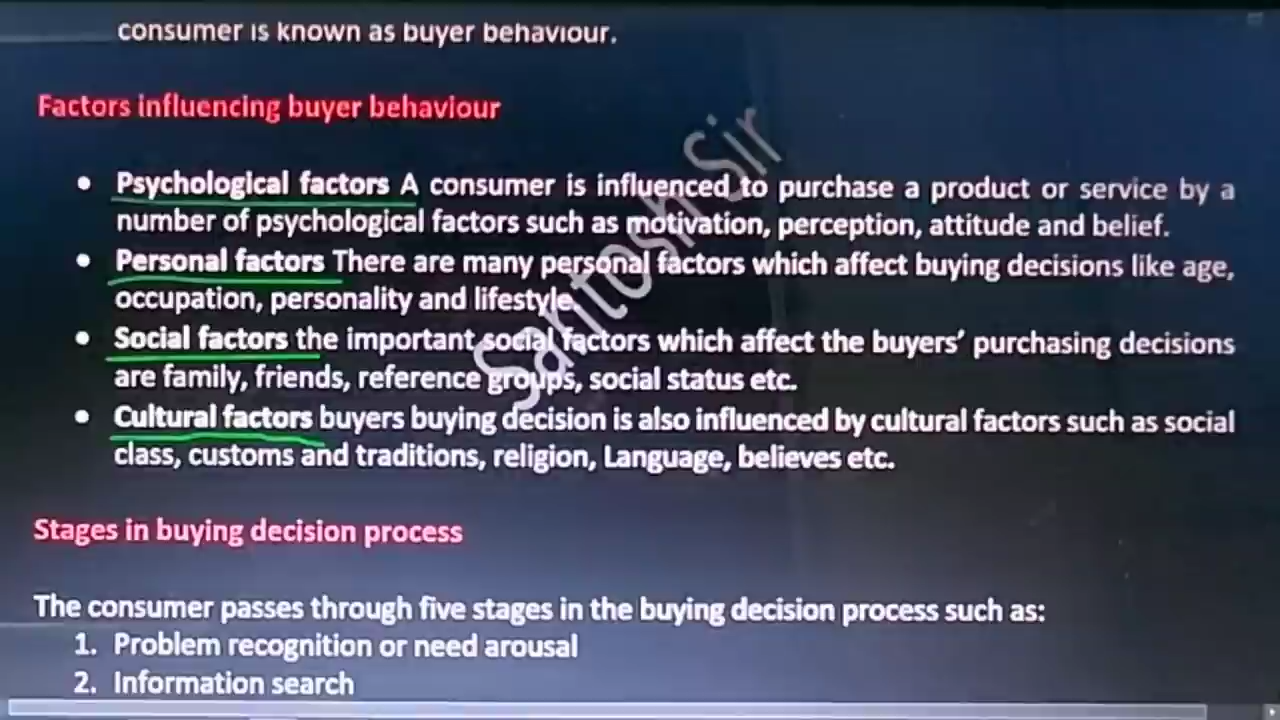 consumer is known as buyer behaviour.
Factors influencing buyer behaviour
• Psychological factors A consumer is influenced to purchase a product or service by a
number of psychological factors such as motivation, perception, attitude and belief.
• Personal factors There are many personal factors which affect buying decisions like age,
occupation, personality and lifestyle.
• Social factors the important social factors which affect the buyers' purchasing decisions
are family, friends, reference groups, social status etc.
• Cultural factors buyers buying decision is also influenced by cultural factors such as social
class, customs and traditions, religion, Language, believes etc.
Stages in buying decision process
The consumer passes through five stages in the buying decision process such as:
1. Problem recognition or need arousal
2. Information search
Santosh Sir